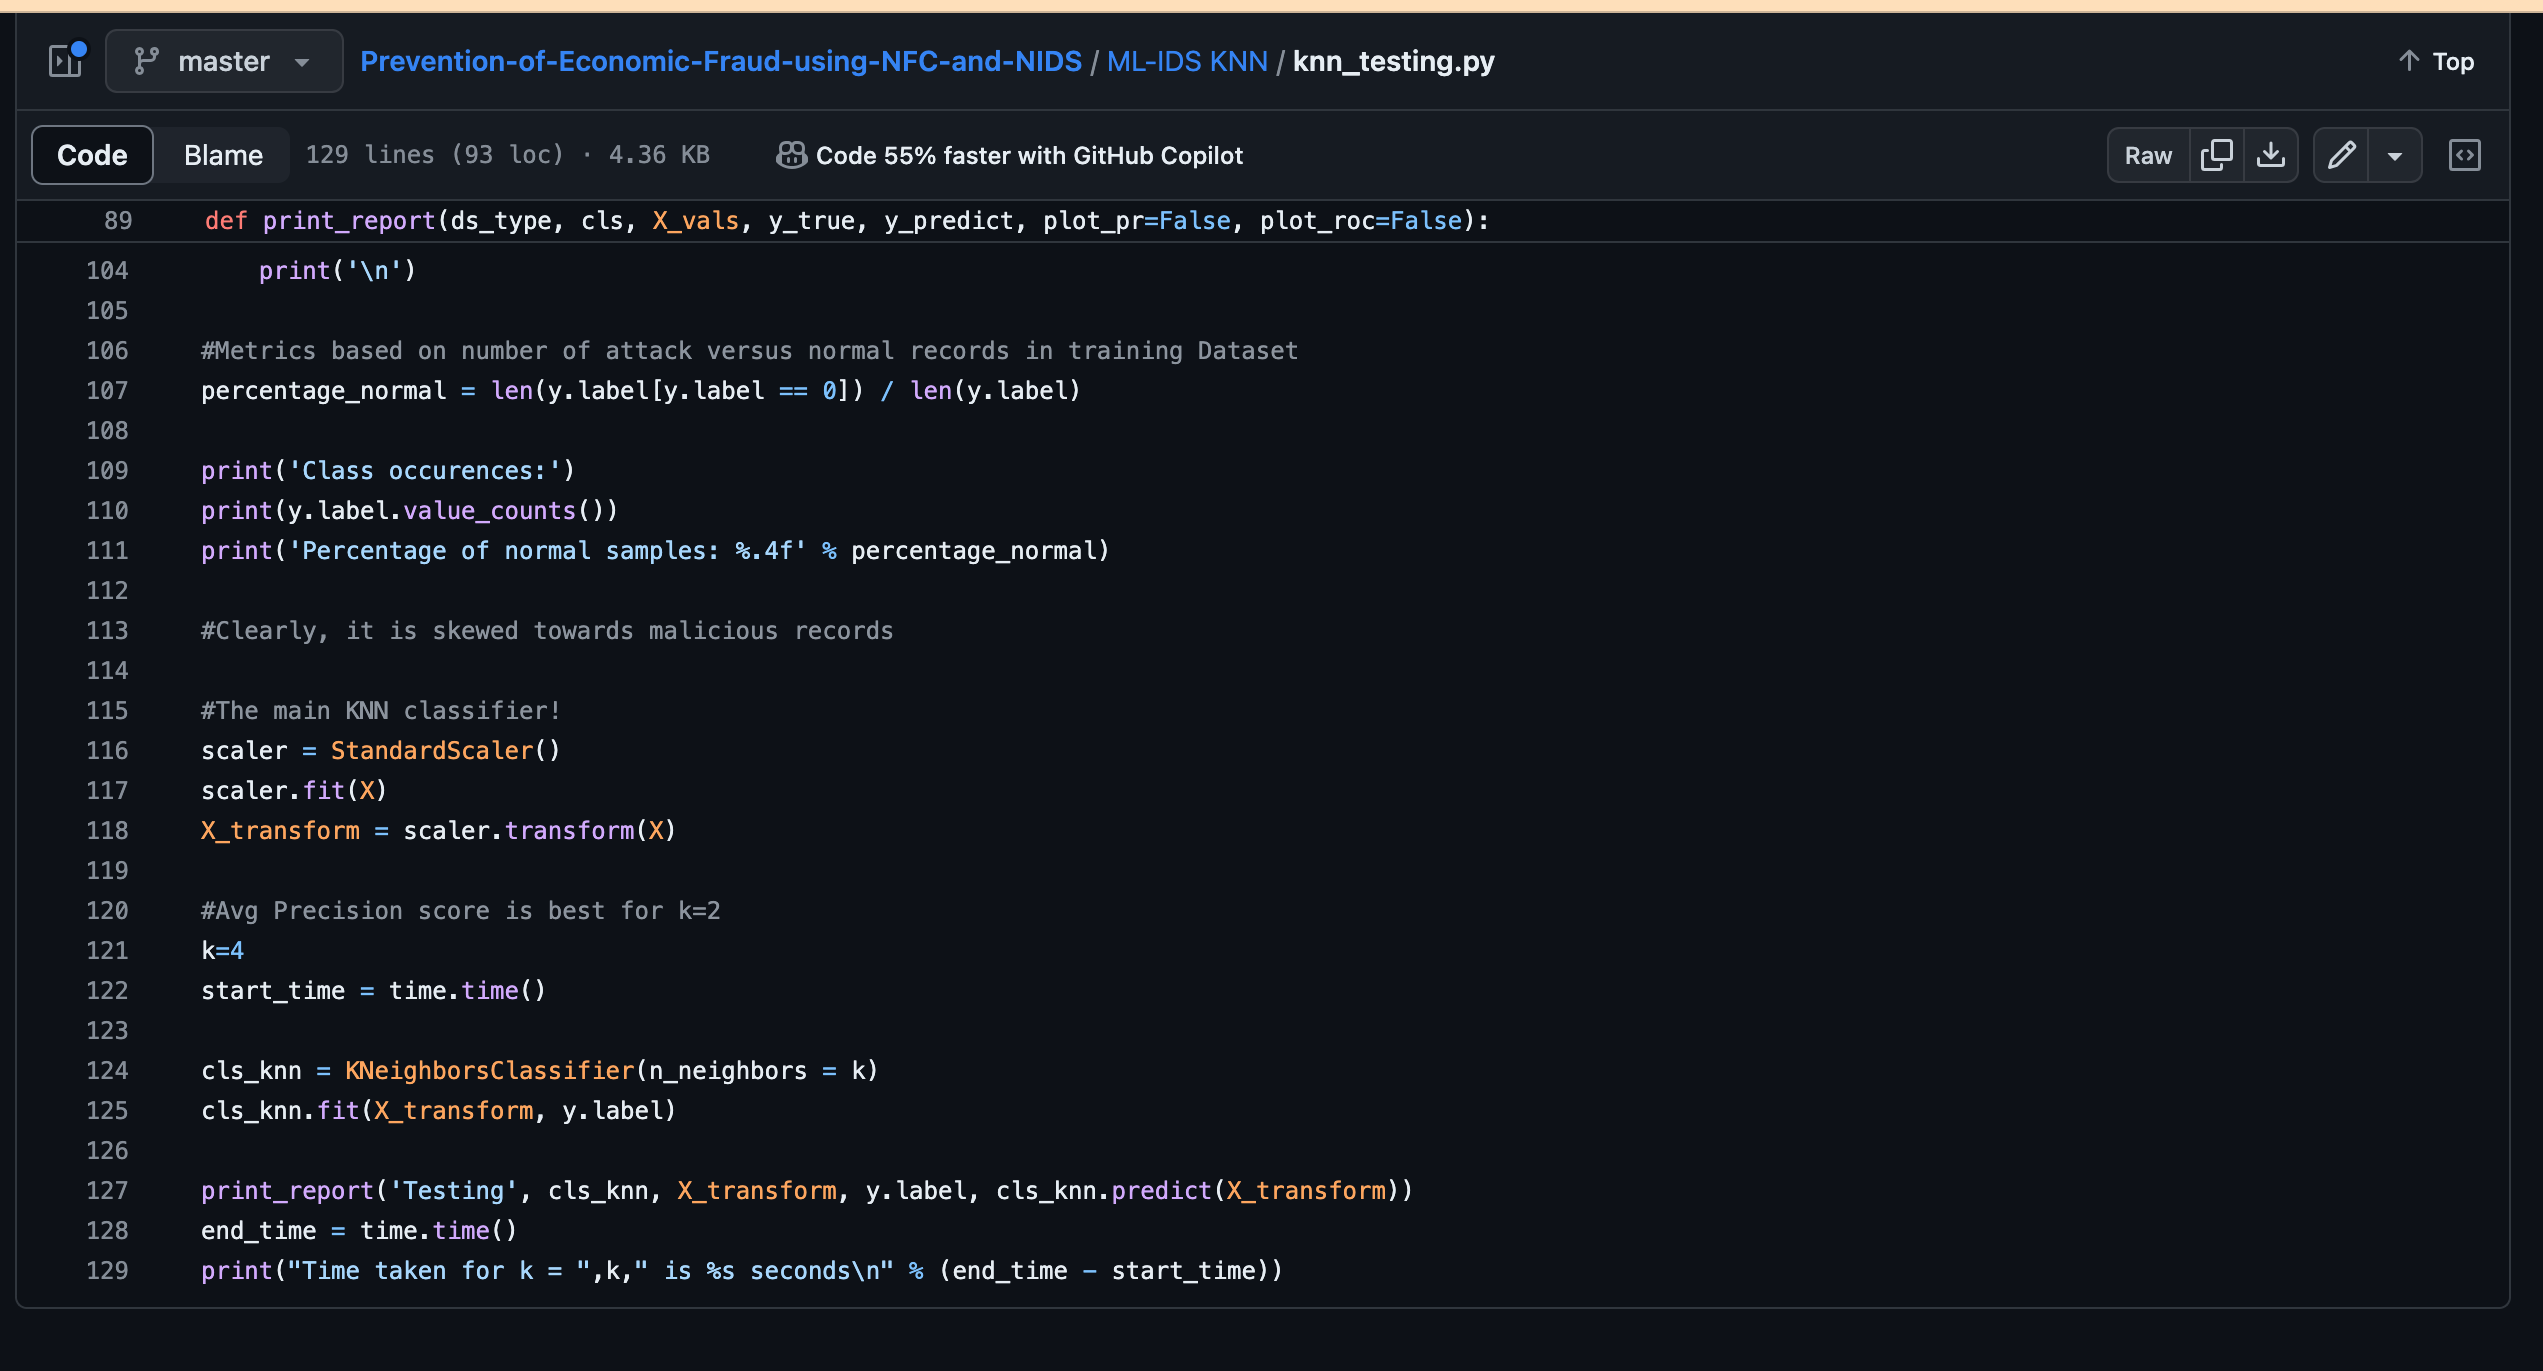 master Prevention-of-Economic-Fraud-using-NFC-and-NIDS / ML-IDS KNN / knn_testing.py Top
Code Blame 129 lines (93 loc) · 4.36 KB Code 55% faster with GitHub Copilot Raw
89 def print_report(ds_type, cls, X_vals, y_true, y_predict, plot_pr=False, plot_roc=False):
104 print('\n')
105
106 #Metrics based on number of attack versus normal records in training Dataset
107 percentage_normal = len(y.label[y.label == 0]) / len(y.label)
108
109 print('Class occurences:')
110 print(y.label.value_counts())
111 print('Percentage of normal samples: %.4f' % percentage_normal)
112
113 #Clearly, it is skewed towards malicious records
114
115 #The main KNN classifier!
116 scaler = StandardScaler()
117 scaler.fit(X)
118 X_transform = scaler.transform(X)
119
120 #Avg Precision score is best for k=2
121 k=4
122 start_time = time.time()
123
124 cls_knn = KNeighborsClassifier(n_neighbors = k)
125 cls_knn.fit(X_transform, y.label)
126
127 print_report('Testing', cls_knn, X_transform, y.label, cls_knn.predict(X_transform))
128 end_time = time.time()
129 print("Time taken for k = ",k," is %s seconds\n" % (end_time - start_time))